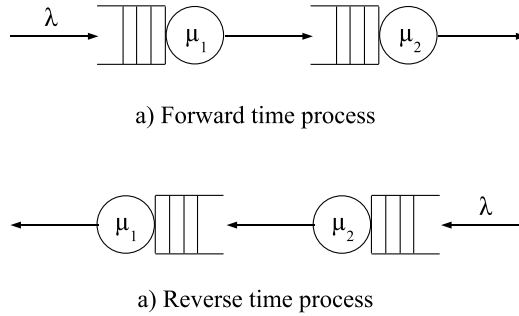 λ μ1 μ2
a) Forward time process
μ1 μ2 λ
a) Reverse time process